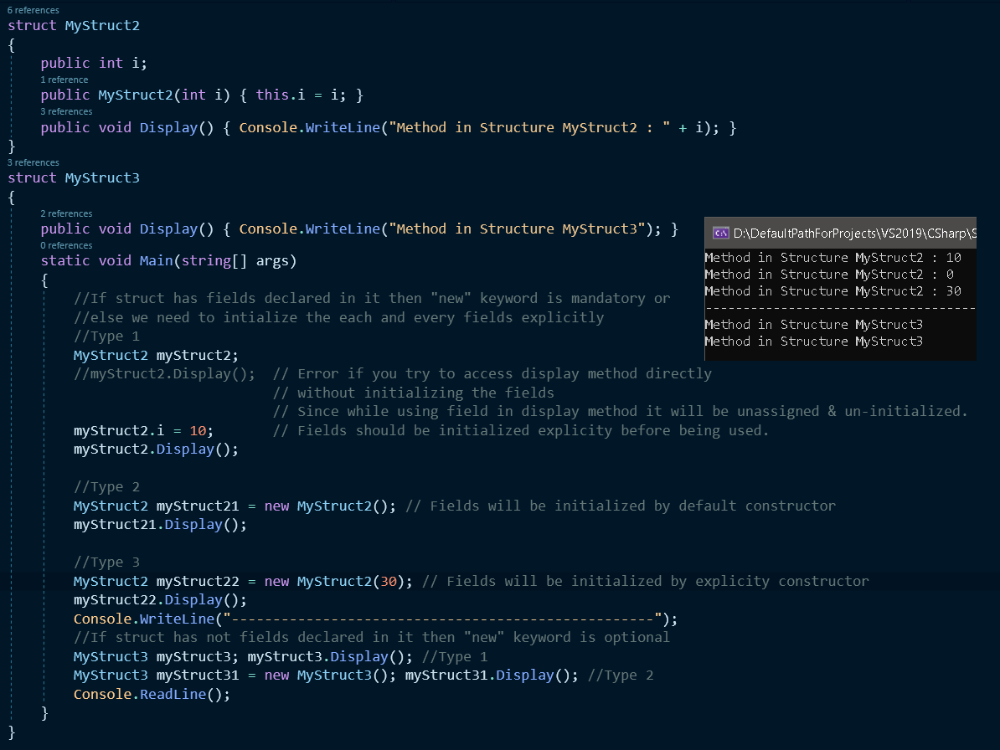 6 references
struct MyStruct2
{
public int i;
1 reference
public MyStruct2(int i) { this.i = i; }
3 references
public void Display() { Console.WriteLine("Method in Structure MyStruct2 : " + i); }
}
3 references
struct MyStruct3
{
2 references
public void Display() { Console.WriteLine("Method in Structure MyStruct3"); }
0 references
static void Main(string[] args)
{
//If struct has fields declared in it then "new" keyword is mandatory or
//else we need to intialize the each and every fields explicitly
//Type 1
MyStruct2 myStruct2;
//myStruct2.Display();  // Error if you try to access display method directly
// without initializing the fields
// Since while using field in display method it will be unassigned & un-initialized.
myStruct2.i = 10;       // Fields should be initialized explicity before being used.
myStruct2.Display();
//Type 2
MyStruct2 myStruct21 = new MyStruct2(); // Fields will be initialized by default constructor
myStruct21.Display();
//Type 3
MyStruct2 myStruct22 = new MyStruct2(30); // Fields will be initialized by explicity constructor
myStruct22.Display();
Console.WriteLine("---------------------------------------------------");
//If struct has not fields declared in it then "new" keyword is optional
MyStruct3 myStruct3; myStruct3.Display(); //Type 1
MyStruct3 myStruct31 = new MyStruct3(); myStruct31.Display(); //Type 2
Console.ReadLine();
}
}
C:\ D:\DefaultPathForProjects\VS2019\CSharp\S
Method in Structure MyStruct2 : 10
Method in Structure MyStruct2 : 0
Method in Structure MyStruct2 : 30
---------------------------------
Method in Structure MyStruct3
Method in Structure MyStruct3